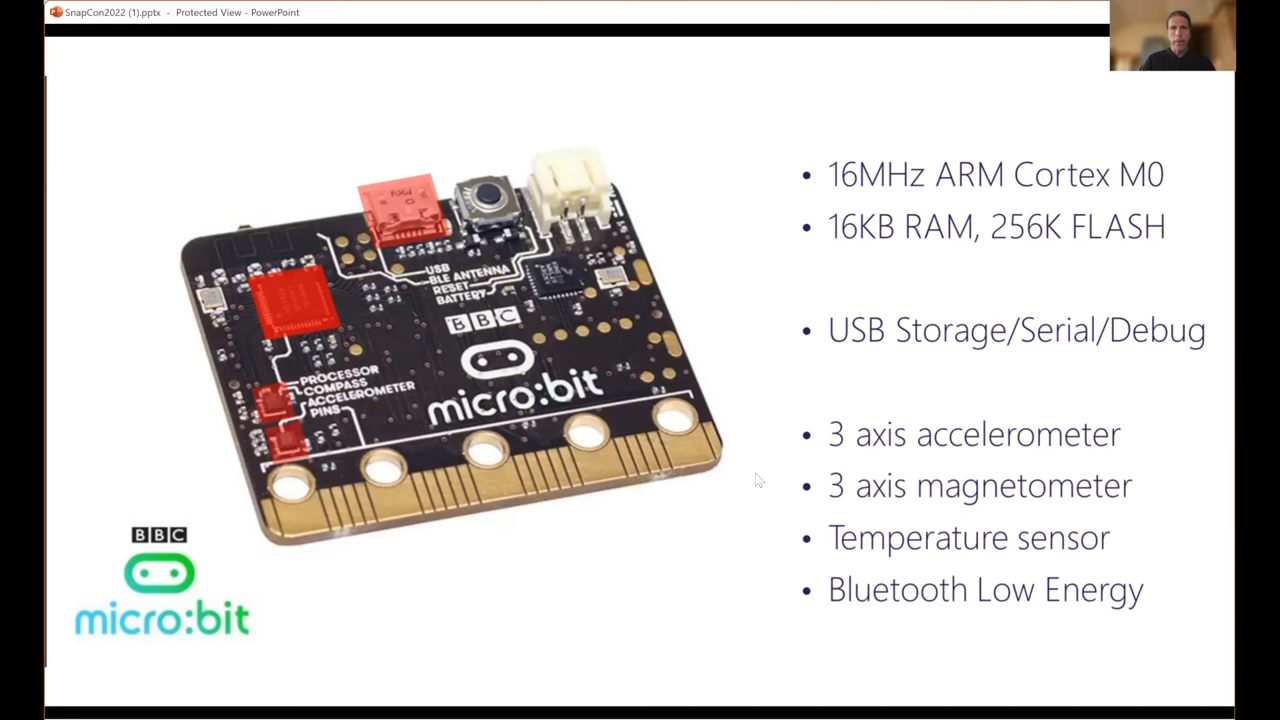 SnapCon2022 (1).pptx - Protected View - PowerPoint
• 16MHz ARM Cortex M0
• 16KB RAM, 256K FLASH
• USB Storage/Serial/Debug
• 3 axis accelerometer
• 3 axis magnetometer
• Temperature sensor
• Bluetooth Low Energy
USB
BLE ANTENNA
RESET
BATTERY
BBC
micro:bit
PROCESSOR
COMPASS
ACCELEROMETER
PINS
BBC
micro:bit